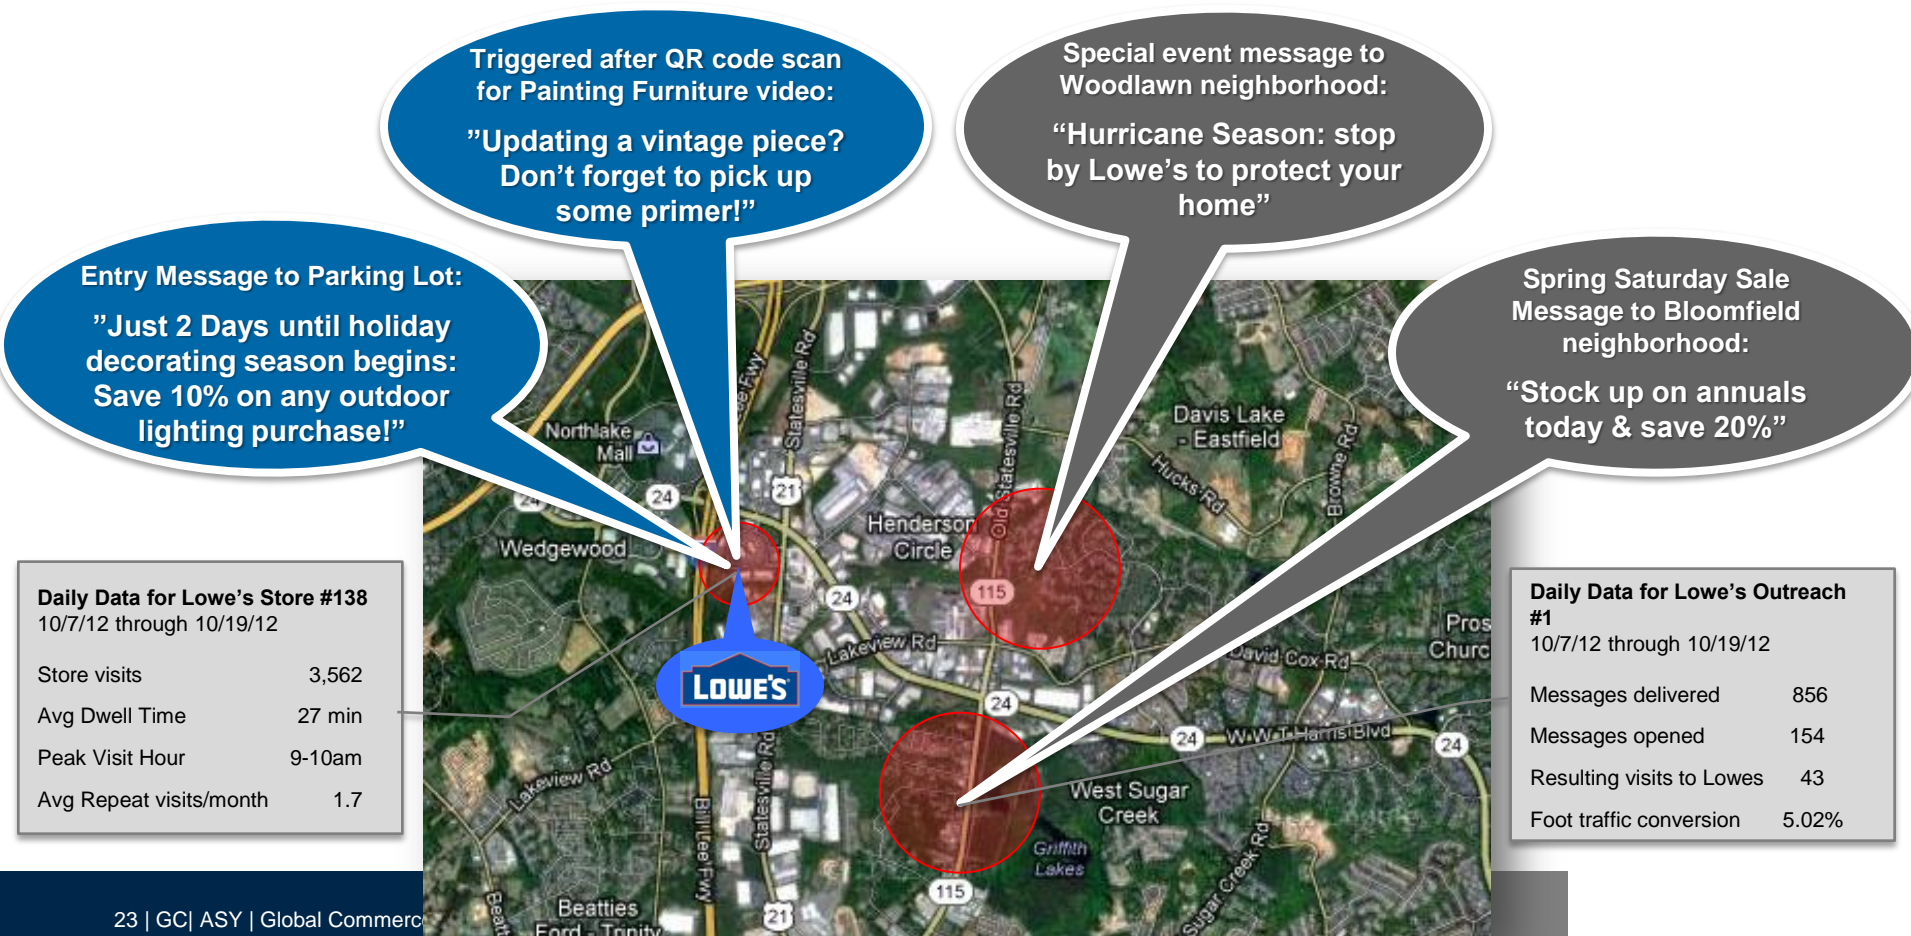 Triggered after QR code scan
for Painting Furniture video:
”Updating a vintage piece?
Don’t forget to pick up
some primer!”
Special event message to
Woodlawn neighborhood:
“Hurricane Season: stop
by Lowe’s to protect your
home”
Entry Message to Parking Lot:
”Just 2 Days until holiday
decorating season begins:
Save 10% on any outdoor
lighting purchase!”
Spring Saturday Sale
Message to Bloomfield
neighborhood:
“Stock up on annuals
today & save 20%”
Northlake
Mall
Statesville Rd
Old Statesville Rd
Davis Lake
- Eastfield
Hucks Rd
Browne Rd
24
24
21
Henderson
Circle
Wedgewood
115
24
Lakeview Rd
David Cox Rd
LOWE'S
24
24
W W T Harris Blvd
24
Lakeview Rd
Bill Lee Fwy
Statesville Rd
West Sugar
Creek
Griffith
Lakes
Sugar Creek Rd
115
21
Beatties
Ford - Trinity
Daily Data for Lowe’s Store #138
10/7/12 through 10/19/12
Store visits 3,562
Avg Dwell Time 27 min
Peak Visit Hour 9-10am
Avg Repeat visits/month 1.7
Daily Data for Lowe’s Outreach
#1
10/7/12 through 10/19/12
Messages delivered 856
Messages opened 154
Resulting visits to Lowes 43
Foot traffic conversion 5.02%
23 | GC| ASY | Global Commerc